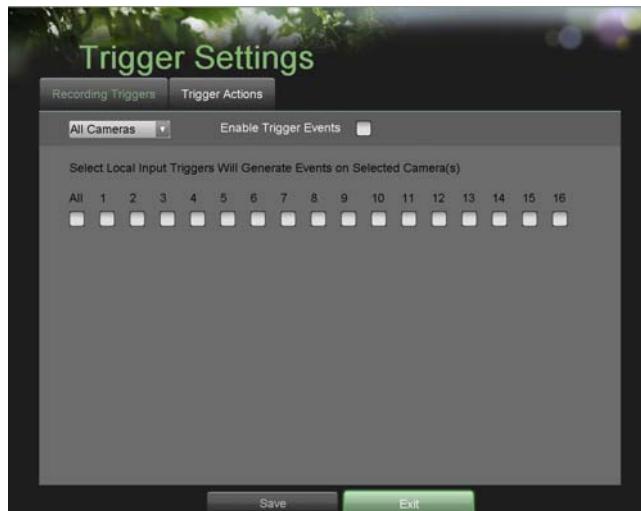 Trigger Settings
Recording Triggers Trigger Actions
All Cameras Enable Trigger Events
Select Local Input Triggers Will Generate Events on Selected Camera(s)
All 1 2 3 4 5 6 7 8 9 10 11 12 13 14 15 16
Save Exit